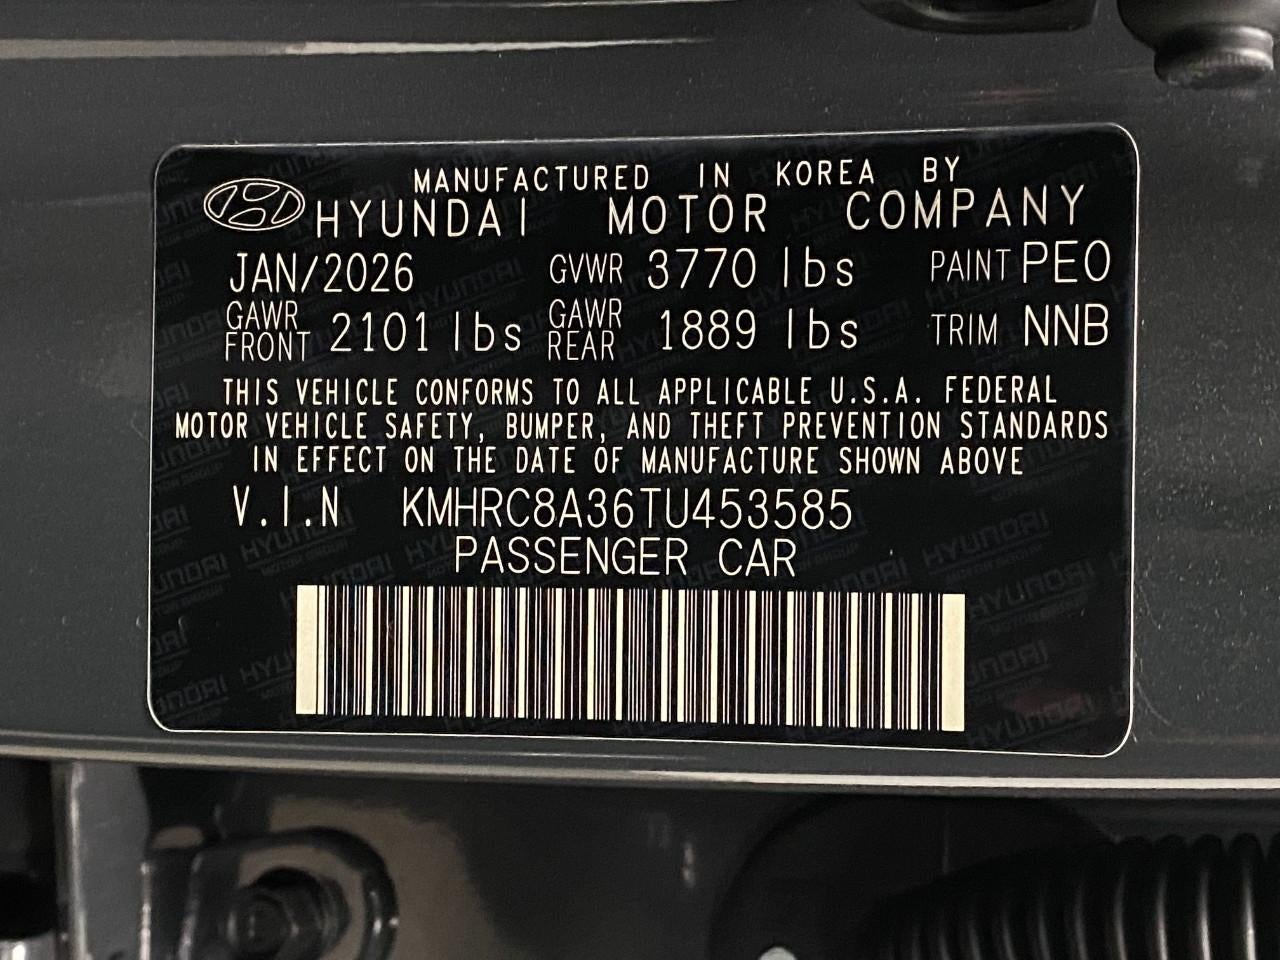 MANUFACTURED IN KOREA BY
HYUNDAI MOTOR COMPANY
JAN/2026 GVWR 3770 lbs PAINT PE0
GAWR FRONT 2101 lbs GAWR REAR 1889 lbs TRIM NNB
THIS VEHICLE CONFORMS TO ALL APPLICABLE U.S.A. FEDERAL
MOTOR VEHICLE SAFETY, BUMPER, AND THEFT PREVENTION STANDARDS
IN EFFECT ON THE DATE OF MANUFACTURE SHOWN ABOVE
V.I.N KMHRC8A36TU453585
PASSENGER CAR